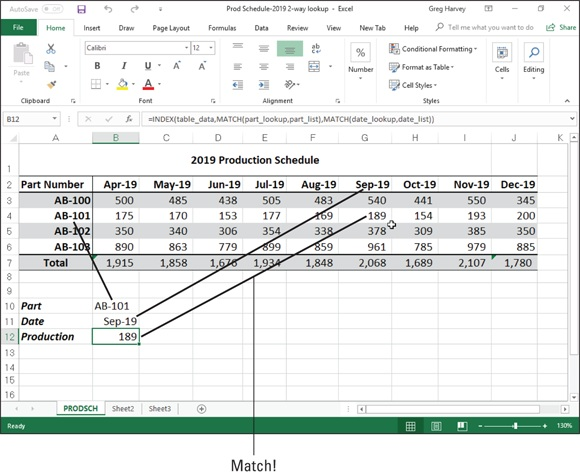 AutoSave Off Prod Schedule-2019 2-way lookup - Excel Greg Harvey
File Home Insert Draw Page Layout Formulas Data Review View New Tab Help Tell me what you want to do Share
Paste
Calibri 12
B I U A A
ab
% Number
Conditional Formatting
Format as Table
Cell Styles
Cells
Editing
Clipboard Font Alignment Styles
B12 fx =INDEX(table_data,MATCH(part_lookup,part_list),MATCH(date_lookup,date_list))
A B C D E F G H I J K
1 2019 Production Schedule
2 Part Number Apr-19 May-19 Jun-19 Jul-19 Aug-19 Sep-19 Oct-19 Nov-19 Dec-19
3 AB-100 500 485 438 505 483 540 441 550 345
4 AB-101 175 170 153 177 169 189 154 193 200
5 AB-102 350 340 306 354 338 378 309 385 350
6 AB-103 890 863 779 899 859 961 785 979 885
7 Total 1,915 1,858 1,676 1,934 1,848 2,068 1,689 2,107 1,780
8
9
10 Part AB-101
11 Date Sep-19
12 Production 189
13
14
15
16
PRODSCH Sheet2 Sheet3
Ready 130%
Match!